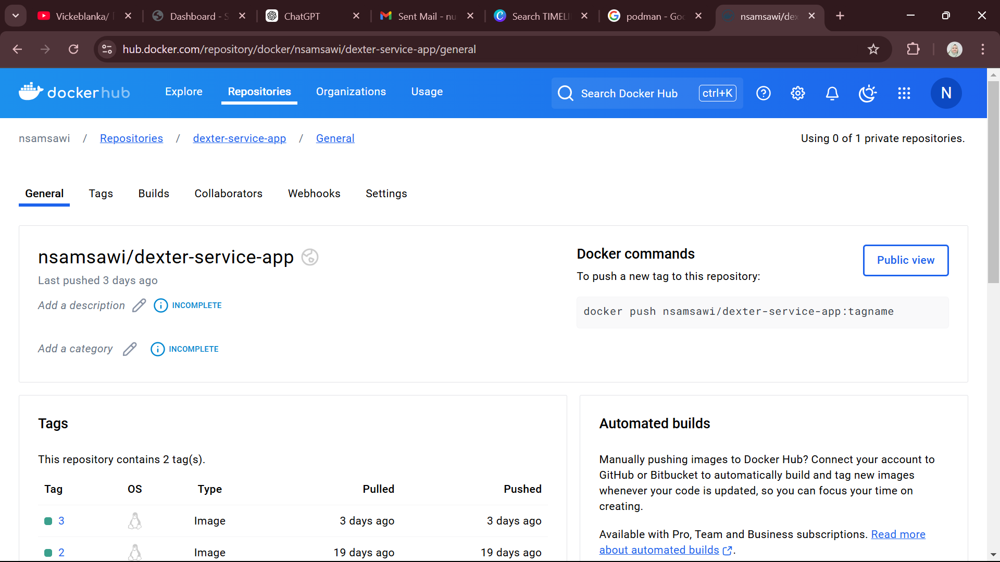 Vickeblanka/
Dashboard - S
ChatGPT
Sent Mail - nu
Search TIMELI
podman - Goo
nsamsawi/dex
hub.docker.com/repository/docker/nsamsawi/dexter-service-app/general
dockerhub
Explore
Repositories
Organizations
Usage
Search Docker Hub
ctrl+K
N
nsamsawi / Repositories / dexter-service-app / General
Using 0 of 1 private repositories.
General
Tags
Builds
Collaborators
Webhooks
Settings
nsamsawi/dexter-service-app
Last pushed 3 days ago
Add a description
INCOMPLETE
Add a category
INCOMPLETE
Docker commands
Public view
To push a new tag to this repository:
docker push nsamsawi/dexter-service-app:tagname
Tags
This repository contains 2 tag(s).
Tag OS Type Pulled Pushed
3 Image 3 days ago 3 days ago
2 Image 19 days ago 19 days ago
Automated builds
Manually pushing images to Docker Hub? Connect your account to
GitHub or Bitbucket to automatically build and tag new images
whenever your code is updated, so you can focus your time on
creating.
Available with Pro, Team and Business subscriptions. Read more
about automated builds .